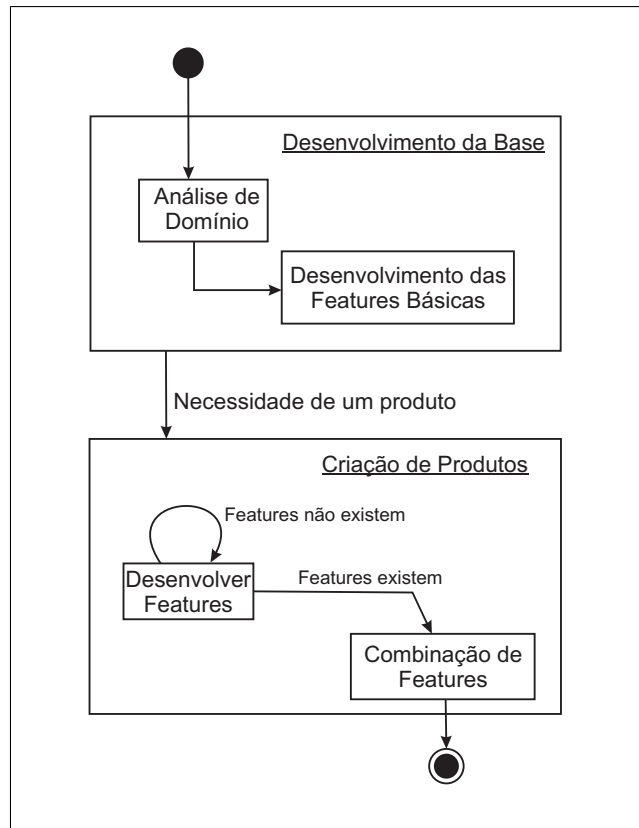 Desenvolvimento da Base
Análise de
Domínio
Desenvolvimento das
Features Básicas
Necessidade de um produto
Criação de Produtos
Features não existem
Desenvolver
Features
Features existem
Combinação de
Features